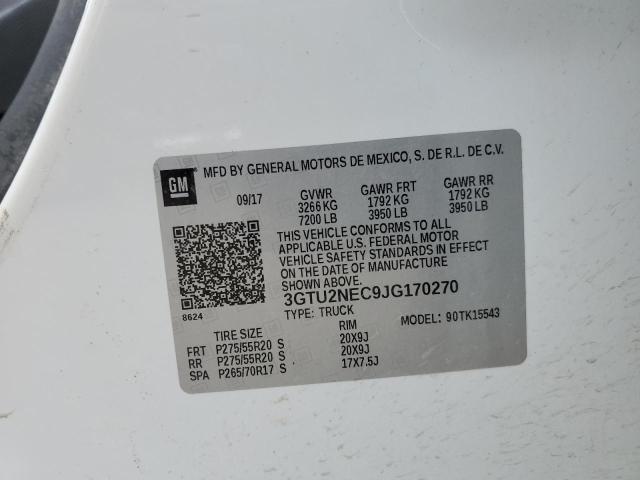 MFD BY GENERAL MOTORS DE MEXICO, S. DE R.L. DE C.V.
GM
09/17 GVWR GAWR FRT GAWR RR
3266 KG 1792 KG 1792 KG
7200 LB 3950 LB 3950 LB
THIS VEHICLE CONFORMS TO ALL
APPLICABLE U.S. FEDERAL MOTOR
VEHICLE SAFETY STANDARDS IN EFFECT
ON THE DATE OF MANUFACTURE
SHOWN ABOVE.
3GTU2NEC9JG170270
8624
TYPE: TRUCK MODEL: 90TK15543
TIRE SIZE RIM
FRT P275/55R20 S 20X9J
RR P275/55R20 S 20X9J
SPA P265/70R17 S 17X7.5J